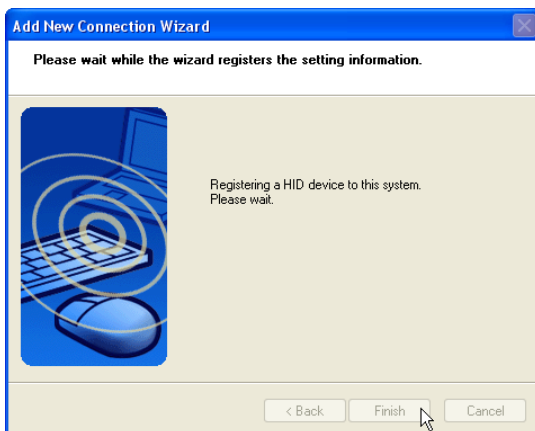 Add New Connection Wizard
Please wait while the wizard registers the setting information.
Registering a HID device to this system.
Please wait.
< Back
Finish
Cancel